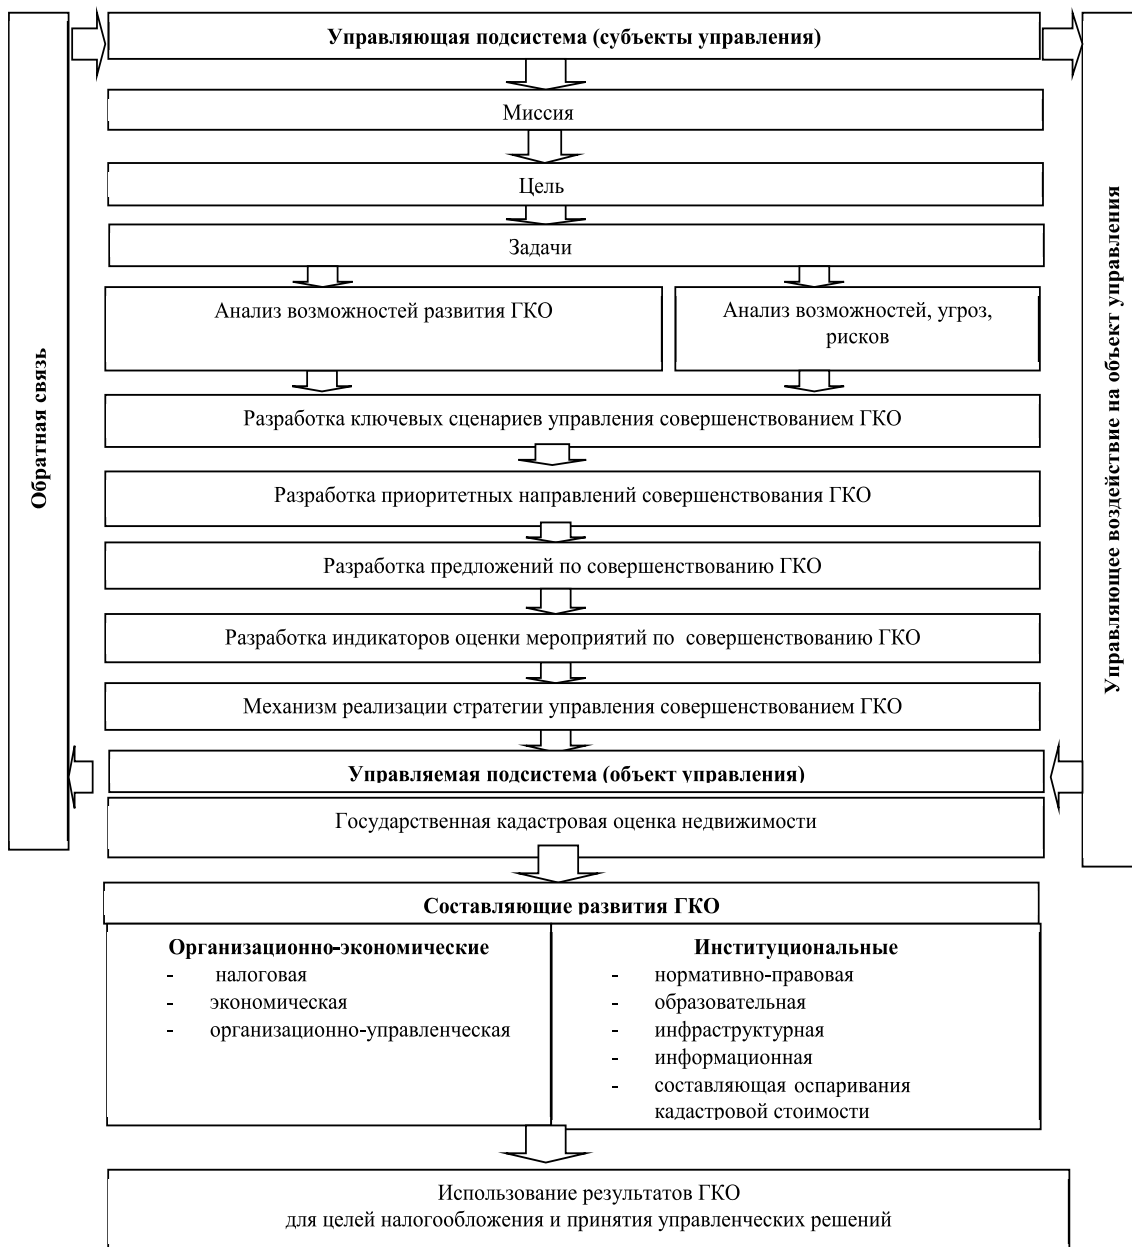 Управляющая подсистема (субъекты управления)
Миссия
Цель
Задачи
Анализ возможностей развития ГКО
Анализ возможностей, угроз,
рисков
Разработка ключевых сценариев управления совершенствованием ГКО
Разработка приоритетных направлений совершенствования ГКО
Разработка предложений по совершенствованию ГКО
Разработка индикаторов оценки мероприятий по совершенствованию ГКО
Механизм реализации стратегии управления совершенствованием ГКО
Управляемая подсистема (объект управления)
Государственная кадастровая оценка недвижимости
Обратная связь
Управляющее воздействие на объект управления
Составляющие развития ГКО
Организационно-экономические
- налоговая
- экономическая
- организационно-управленческая
Институциональные
- нормативно-правовая
- образовательная
- инфраструктурная
- информационная
- составляющая оспаривания
кадастровой стоимости
Использование результатов ГКО
для целей налогообложения и принятия управленческих решений